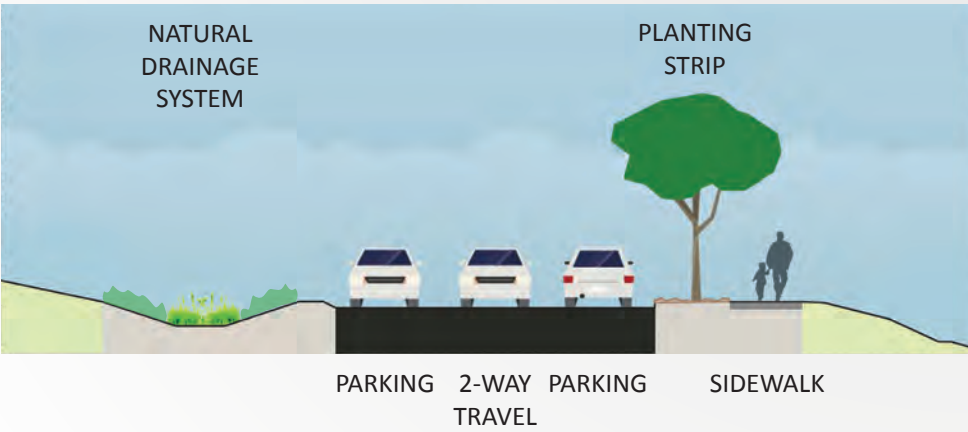 NATURAL
DRAINAGE
SYSTEM
PLANTING
STRIP
PARKING
2-WAY
TRAVEL
PARKING
SIDEWALK